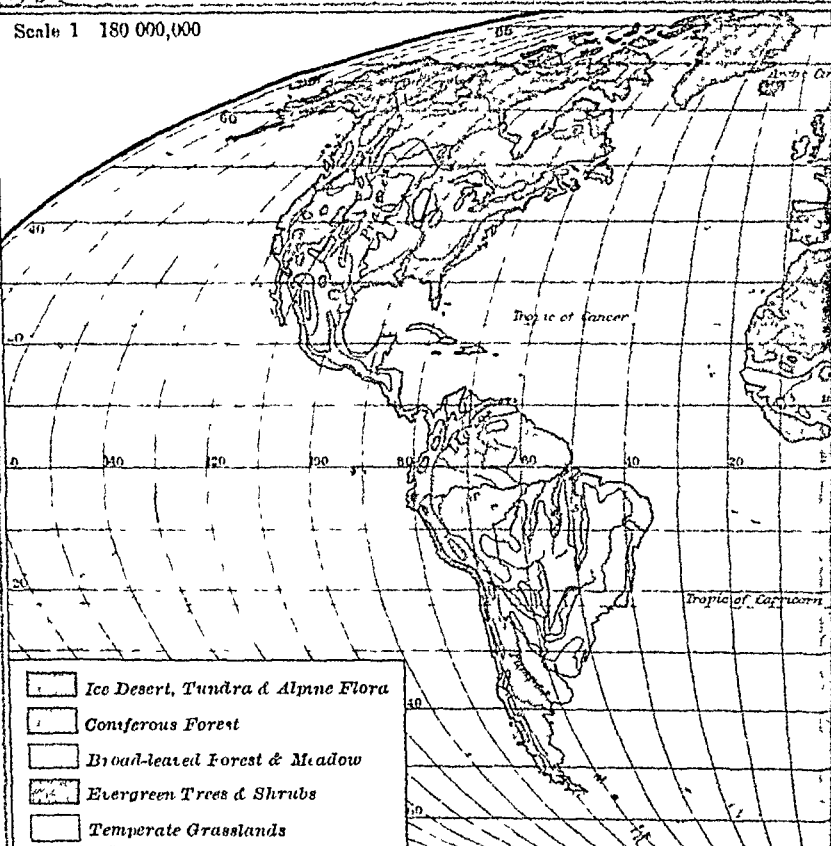 Scale 1 180 000,000
80
60
Arctic Cir
40
Tropic of Cancer
0
140
120
100
80
60
40
20
20
Tropic of Capricorn
40
60
Ice Desert, Tundra & Alpine Flora
Coniferous Forest
Broad-leaved Forest & Meadow
Evergreen Trees & Shrubs
Temperate Grasslands